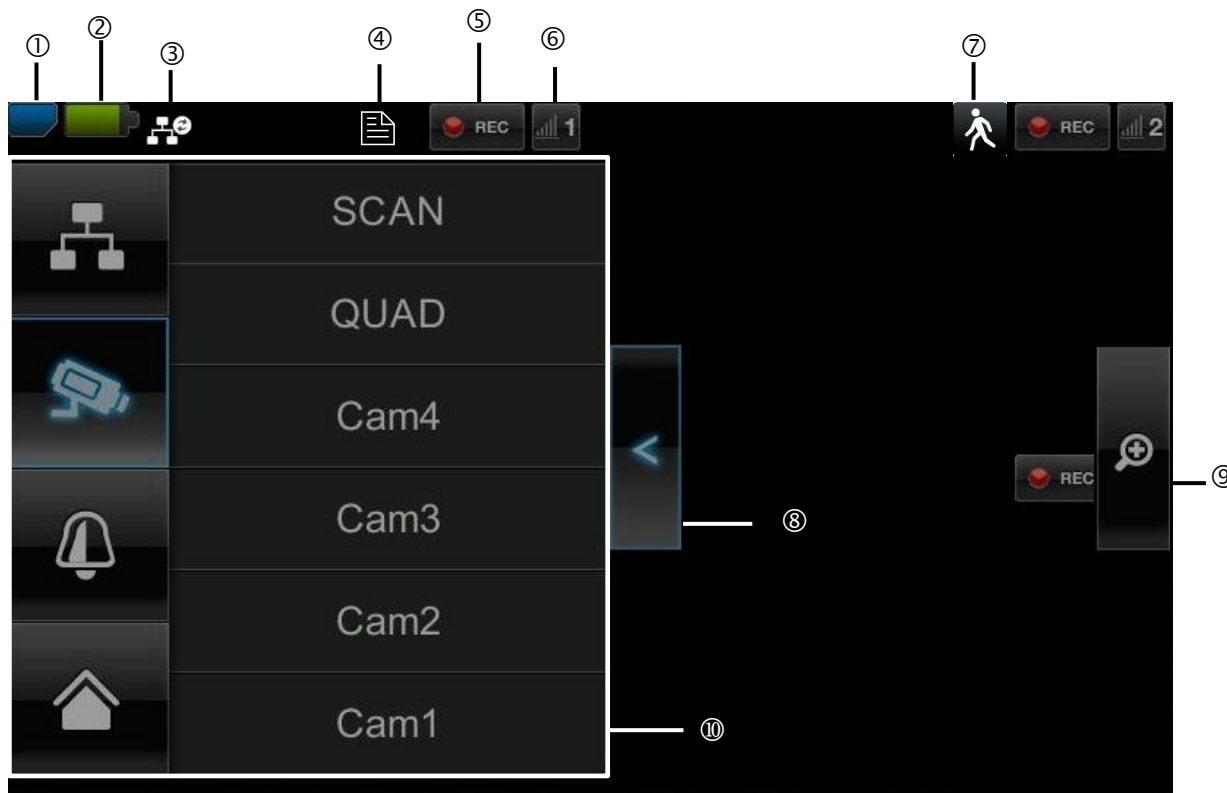 ⑤
②
① ③ ④ ⑥ ⑦
REC 1 REC 2
SCAN
QUAD
Cam4
<
REC
⑨
Cam3
⑧
Cam2
Cam1
⑩